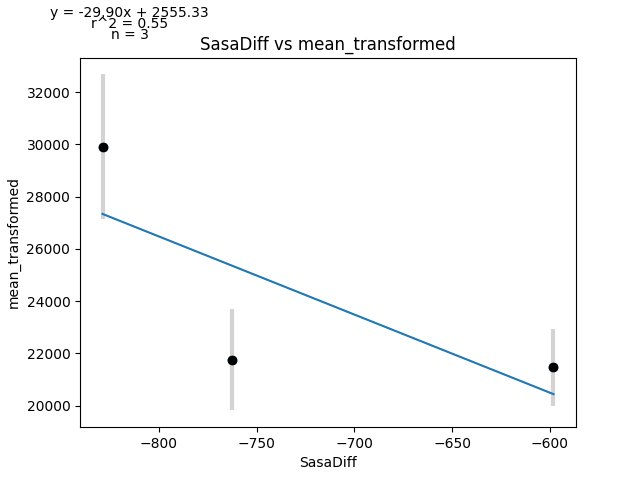 y = -29.90x + 2555.33
r^2 = 0.55
n = 3
SasaDiff vs mean_transformed
mean_transformed
32000
30000
28000
26000
24000
22000
20000
−800
−750
−700
−650
−600
SasaDiff